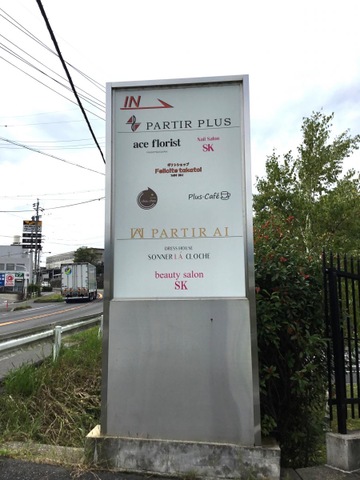 IN
PARTIR PLUS
ace florist
Nail Salon
SK
Felicite takatoi
Plus-Café
PARTIR AI
DRESS HOUSE
SONNER LA CLOCHE
beauty salon
SK